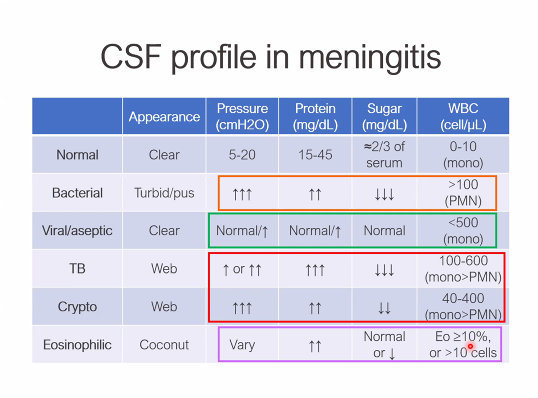 CSF profile in meningitis
Appearance Pressure (cmH2O) Protein (mg/dL) Sugar (mg/dL) WBC (cell/µL)
Normal Clear 5-20 15-45 ≈2/3 of serum 0-10 (mono)
Bacterial Turbid/pus ↑↑↑ ↑↑ ↓↓↓ >100 (PMN)
Viral/aseptic Clear Normal/↑ Normal/↑ Normal <500 (mono)
TB Web ↑ or ↑↑ ↑↑↑ ↓↓↓ 100-600 (mono>PMN)
Crypto Web ↑↑↑ ↑↑ ↓↓ 40-400 (mono>PMN)
Eosinophilic Coconut Vary ↑↑ Normal or ↓ Eo ≥10%, or >10 cells